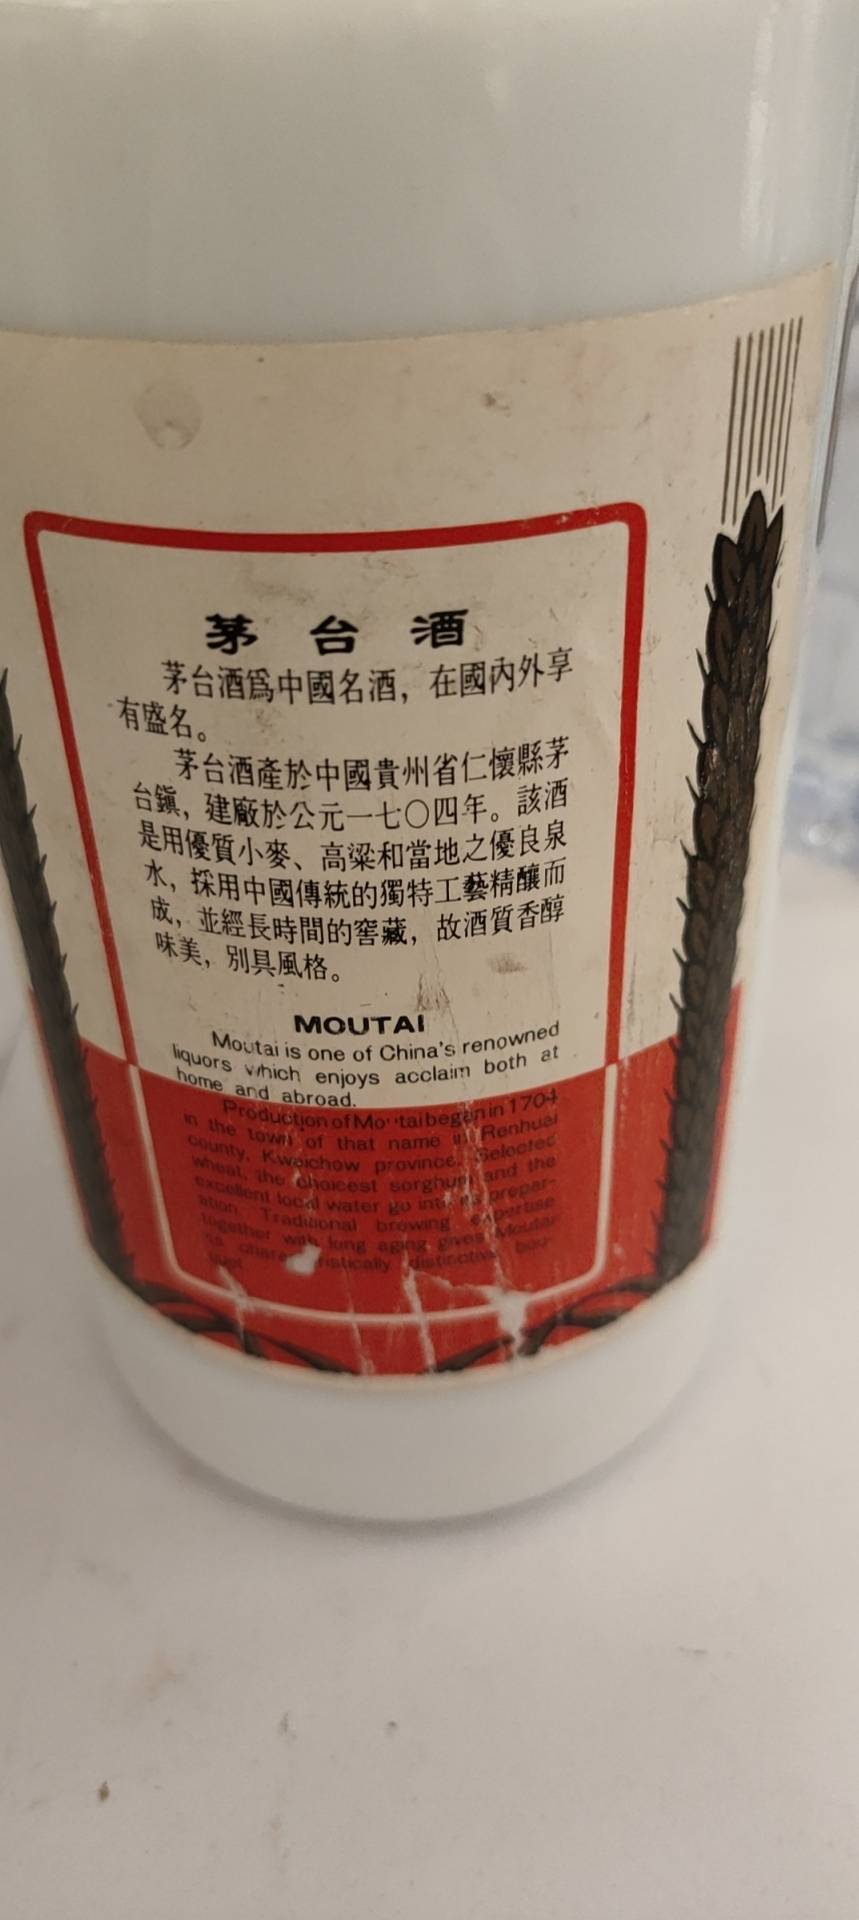 茅台酒
茅台酒爲中國名酒，在國內外享
有盛名。
茅台酒產於中國貴州省仁懷縣茅
台鎮，建廠於公元一七〇四年。該酒
是用優質小麥、高粱和當地之優良泉
水，採用中國傳統的獨特工藝精釀而
成，並經長時間的窖藏，故酒質香醇
味美，別具風格。
MOUTAI
Moutai is one of China's renowned
liquors which enjoys acclaim both at
home and abroad.
Production of Moutai began in 1704
in the town of that name in Renhuai
county, Kweichow province. Selected
wheat, the choicest sorghum and the
excellent local water go into its prepar-
ation. Traditional brewing expertise
together with long aging gives Moutai
distinctive bou-